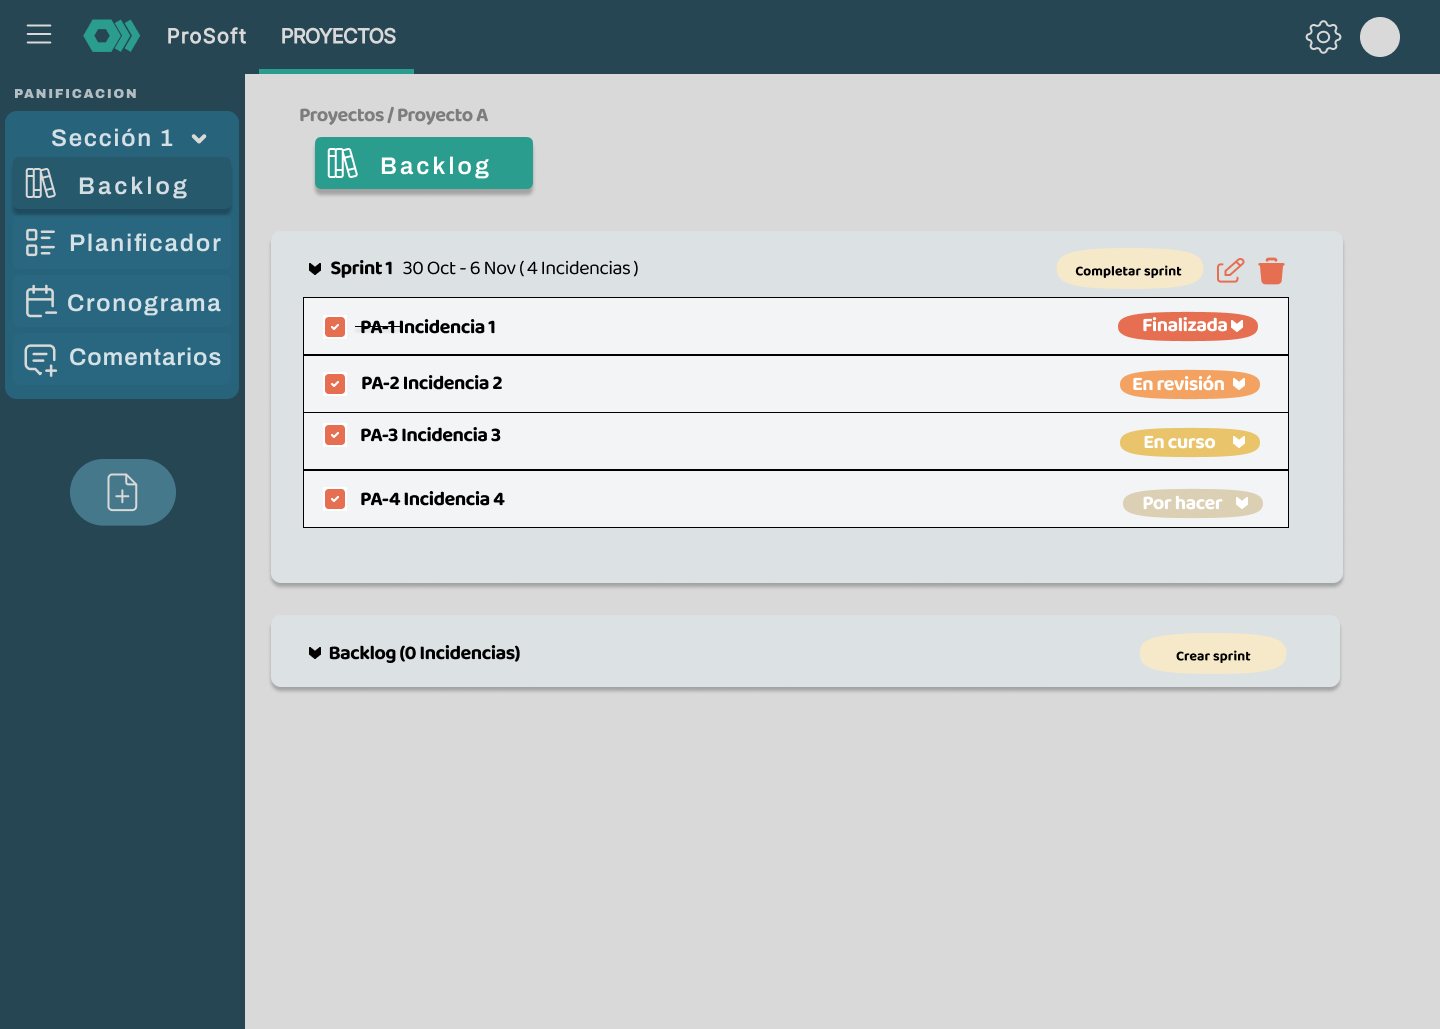 ProSoft
PROYECTOS
PANIFICACION
Sección 1
Backlog
Planificador
Cronograma
Comentarios
Proyectos / Proyecto A
Backlog
Sprint 1 30 Oct - 6 Nov ( 4 Incidencias )
Completar sprint
PA-1 Incidencia 1
Finalizada
PA-2 Incidencia 2
En revisión
PA-3 Incidencia 3
En curso
PA-4 Incidencia 4
Por hacer
Backlog (0 Incidencias)
Crear sprint